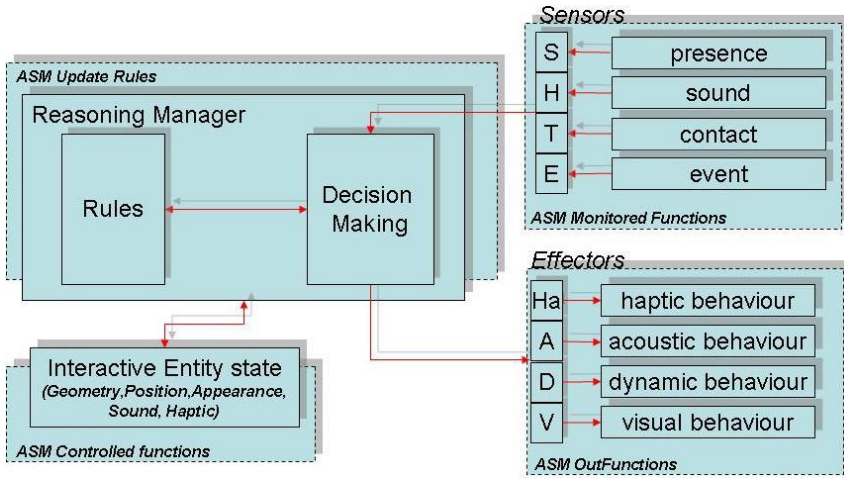 ASM Update Rules
Reasoning Manager
Rules
Decision
Making
Interactive Entity state
(Geometry,Position,Appearance,
Sound, Haptic)
ASM Controlled functions
Sensors
S
presence
H
sound
T
contact
E
event
ASM Monitored Functions
Effectors
Ha
haptic behaviour
A
acoustic behaviour
D
dynamic behaviour
V
visual behaviour
ASM OutFunctions